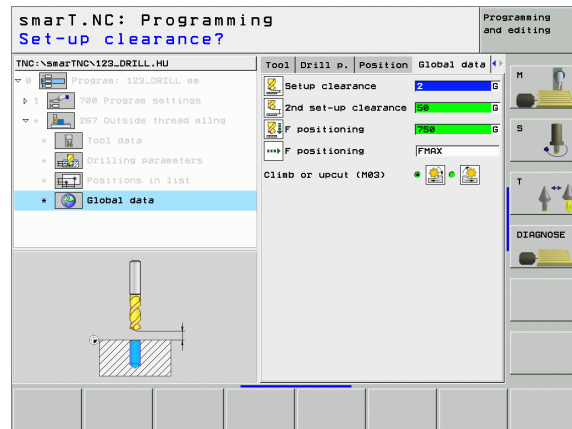 smarT.NC: Programming
Set-up clearance?
Programming
and editing
TNC:\smarTNC\123_DRILL.HU
0 Program: 123_DRILL mm
1 700 Program settings
* 267 Outside thread mllng
* Tool data
* Drilling parameters
* Positions in list
* Global data
Tool Drill p. Position Global data
Setup clearance 2 G
2nd set-up clearance 50 G
F positioning 750 G
F positioning FMAX
Climb or upcut (M03)
M
S
T
DIAGNOSE